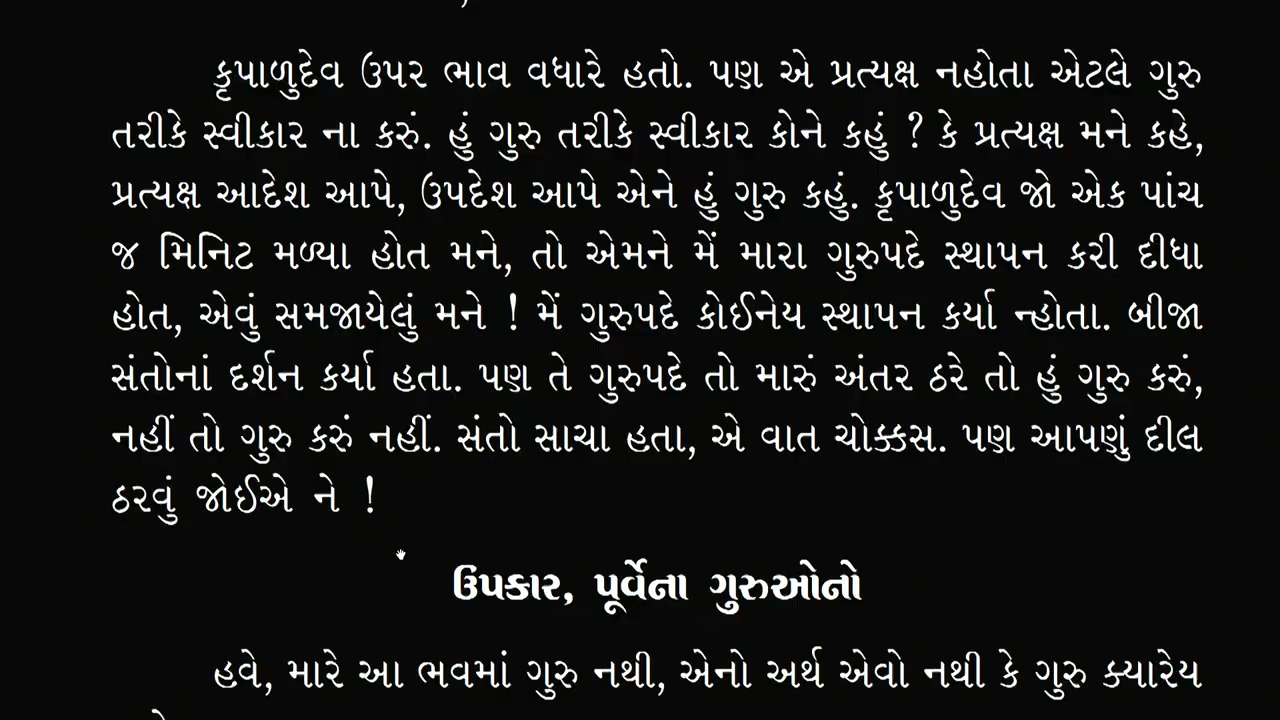 કૃપાળુદેવ ઉપર ભાવ વધારે હતો. પણ એ પ્રત્યક્ષ નહોતા એટલે ગુરુ
તરીકે સ્વીકાર ના કરું. હું ગુરુ તરીકે સ્વીકાર કોને કહું ? કે પ્રત્યક્ષ મને કહે,
પ્રત્યક્ષ આદેશ આપે, ઉપદેશ આપે એને હું ગુરુ કહું. કૃપાળુદેવ જો એક પાંચ
જ મિનિટ મળ્યા હોત મને, તો એમને મેં મારા ગુરુપદે સ્થાપન કરી દીધા
હોત, એવું સમજાયેલું મને ! મેં ગુરુપદે કોઈનેય સ્થાપન કર્યા ન્હોતા. બીજા
સંતોનાં દર્શન કર્યા હતા. પણ તે ગુરુપદે તો મારું અંતર ઠરે તો હું ગુરુ કરું,
નહીં તો ગુરુ કરું નહીં. સંતો સાચા હતા, એ વાત ચોક્કસ. પણ આપણું દીલ
ઠરવું જોઈએ ને !
ઉપકાર, પૂર્વેના ગુરુઓનો
હવે, મારે આ ભવમાં ગુરુ નથી, એનો અર્થ એવો નથી કે ગુરુ ક્યારેય